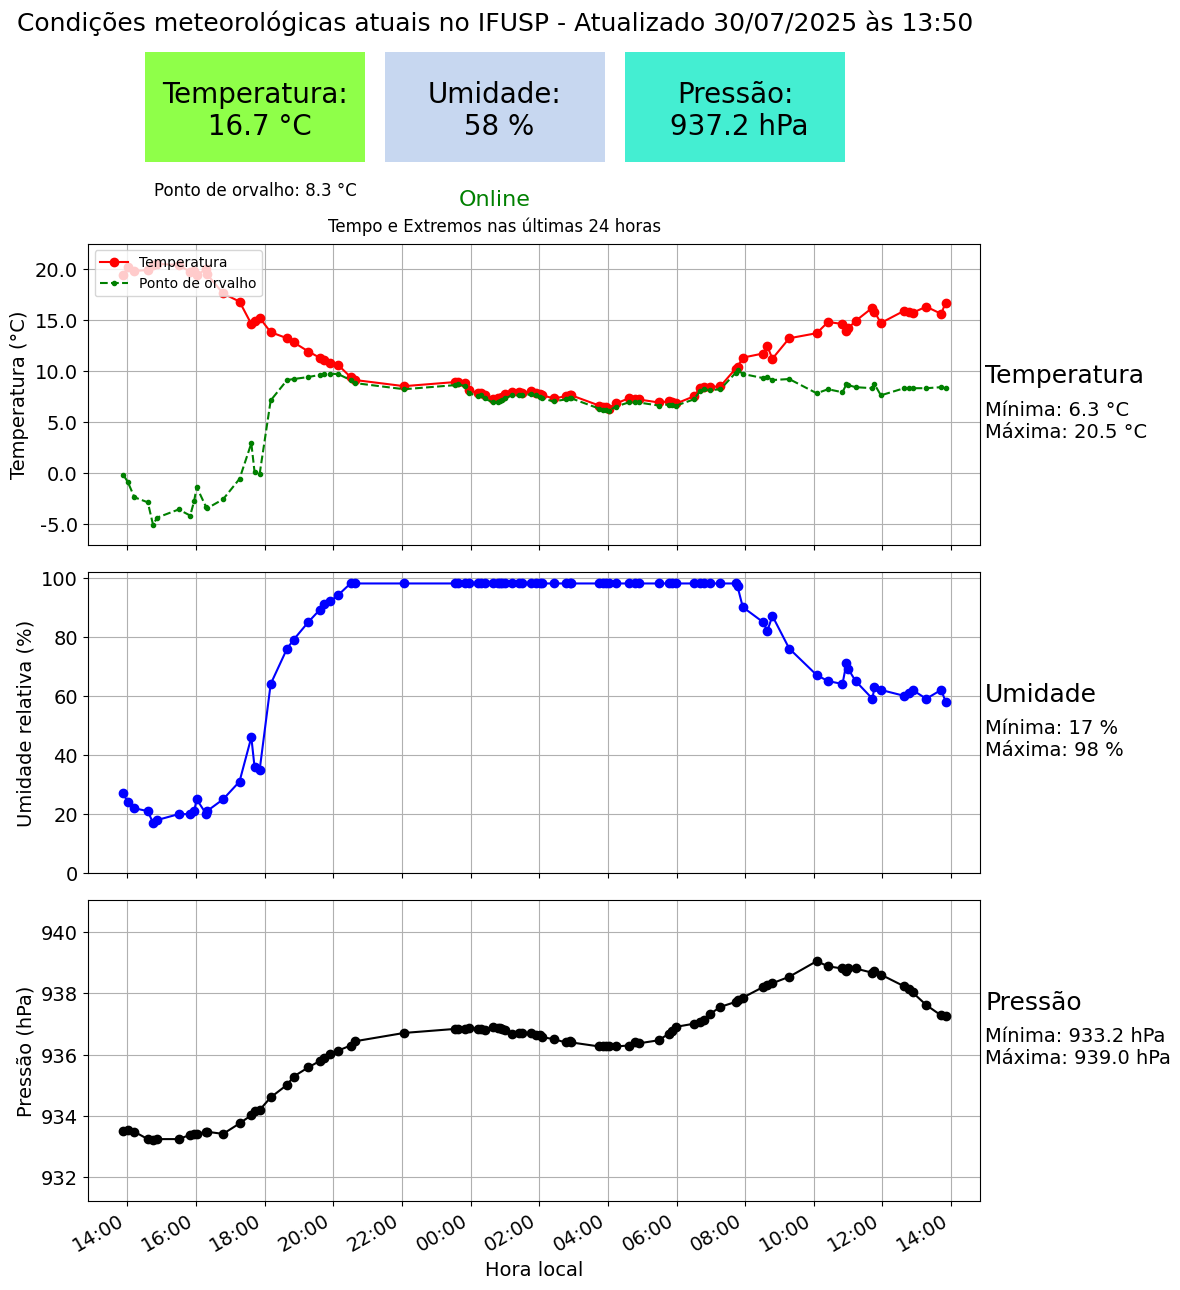 Condições meteorológicas atuais no IFUSP - Atualizado 30/07/2025 às 13:50
Temperatura:
16.7 °C
Umidade:
58 %
Pressão:
937.2 hPa
Ponto de orvalho: 8.3 °C
Online
Tempo e Extremos nas últimas 24 horas
Temperatura (°C)
20.0
15.0
10.0
5.0
0.0
-5.0
Temperatura
Ponto de orvalho
Temperatura
Mínima: 6.3 °C
Máxima: 20.5 °C
Umidade relativa (%)
100
80
60
40
20
0
Umidade
Mínima: 17 %
Máxima: 98 %
Pressão (hPa)
940
938
936
934
932
Pressão
Mínima: 933.2 hPa
Máxima: 939.0 hPa
14:00
16:00
18:00
20:00
22:00
00:00
02:00
04:00
06:00
08:00
10:00
12:00
14:00
Hora local